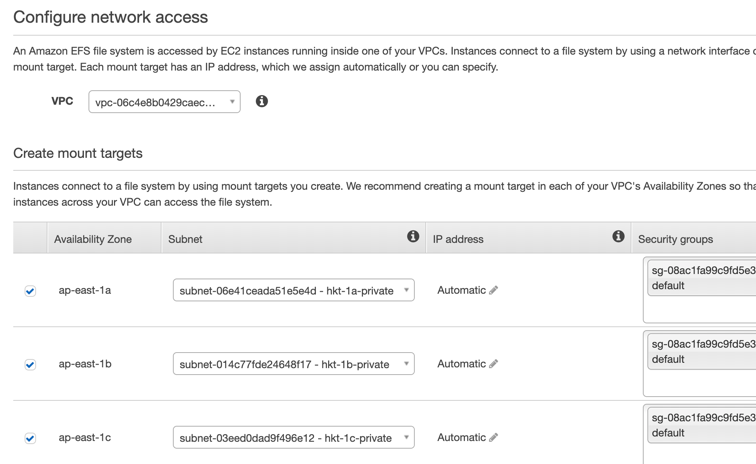 Configure network access
An Amazon EFS file system is accessed by EC2 instances running inside one of your VPCs. Instances connect to a file system by using a network interface
mount target. Each mount target has an IP address, which we assign automatically or you can specify.
VPC vpc-06c4e8b0429caec...
Create mount targets
Instances connect to a file system by using mount targets you create. We recommend creating a mount target in each of your VPC's Availability Zones so
instances across your VPC can access the file system.
Availability Zone Subnet IP address Security groups
sg-08ac1fa99c9fd5e3
ap-east-1a subnet-06e41ceada51e5e4d - hkt-1a-private Automatic default
sg-08ac1fa99c9fd5e3
ap-east-1b subnet-014c77fde24648f17 - hkt-1b-private Automatic default
sg-08ac1fa99c9fd5e3
ap-east-1c subnet-03eed0dad9f496e12 - hkt-1c-private Automatic default